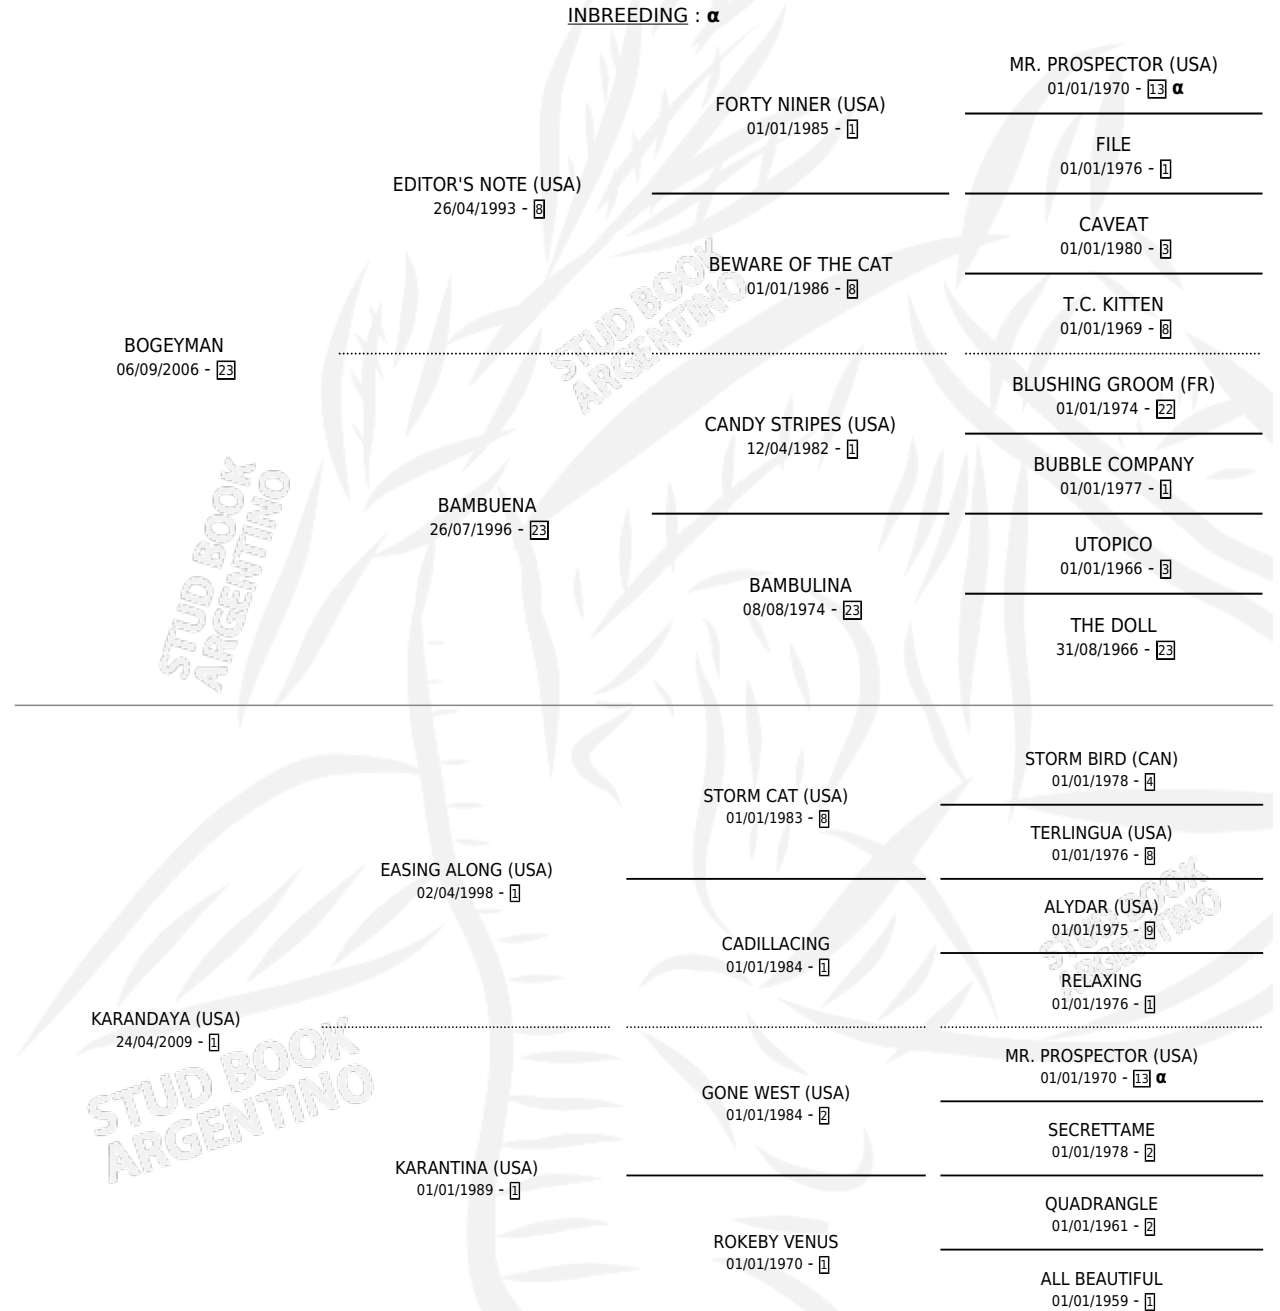 INBREEDING : α
MR. PROSPECTOR (USA)
01/01/1970 - 13 α
FORTY NINER (USA)
01/01/1985 - 1
FILE
01/01/1976 - 1
EDITOR'S NOTE (USA)
26/04/1993 - 8
CAVEAT
01/01/1980 - 3
BEWARE OF THE CAT
01/01/1986 - 8
T.C. KITTEN
01/01/1969 - 8
BOGEYMAN
06/09/2006 - 23
BLUSHING GROOM (FR)
01/01/1974 - 22
CANDY STRIPES (USA)
12/04/1982 - 1
BUBBLE COMPANY
01/01/1977 - 1
BAMBUENA
26/07/1996 - 23
UTOPICO
01/01/1966 - 3
BAMBULINA
08/08/1974 - 23
THE DOLL
31/08/1966 - 23
STORM BIRD (CAN)
01/01/1978 - 4
STORM CAT (USA)
01/01/1983 - 8
TERLINGUA (USA)
01/01/1976 - 8
EASING ALONG (USA)
02/04/1998 - 1
ALYDAR (USA)
01/01/1975 - 9
CADILLACING
01/01/1984 - 1
RELAXING
01/01/1976 - 1
KARANDAYA (USA)
24/04/2009 - 1
MR. PROSPECTOR (USA)
01/01/1970 - 13 α
GONE WEST (USA)
01/01/1984 - 2
SECRETTAME
01/01/1978 - 2
KARANTINA (USA)
01/01/1989 - 1
QUADRANGLE
01/01/1961 - 2
ROKEBY VENUS
01/01/1970 - 1
ALL BEAUTIFUL
01/01/1959 - 1
STUD BOOK
ARGENTINO
STUD BOOK
ARGENTINO
STUD BOOK
ARGENTINO
STUD BOOK
ARGENTINO